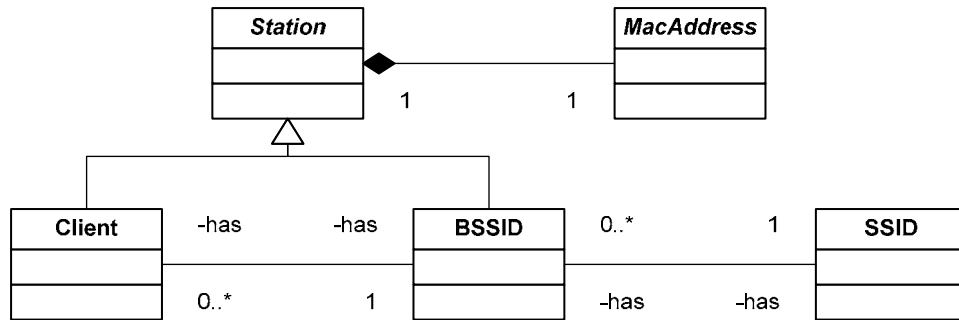 Station MacAddress
1 1
Client -has -has BSSID 0..* 1 SSID
0..* 1 -has -has